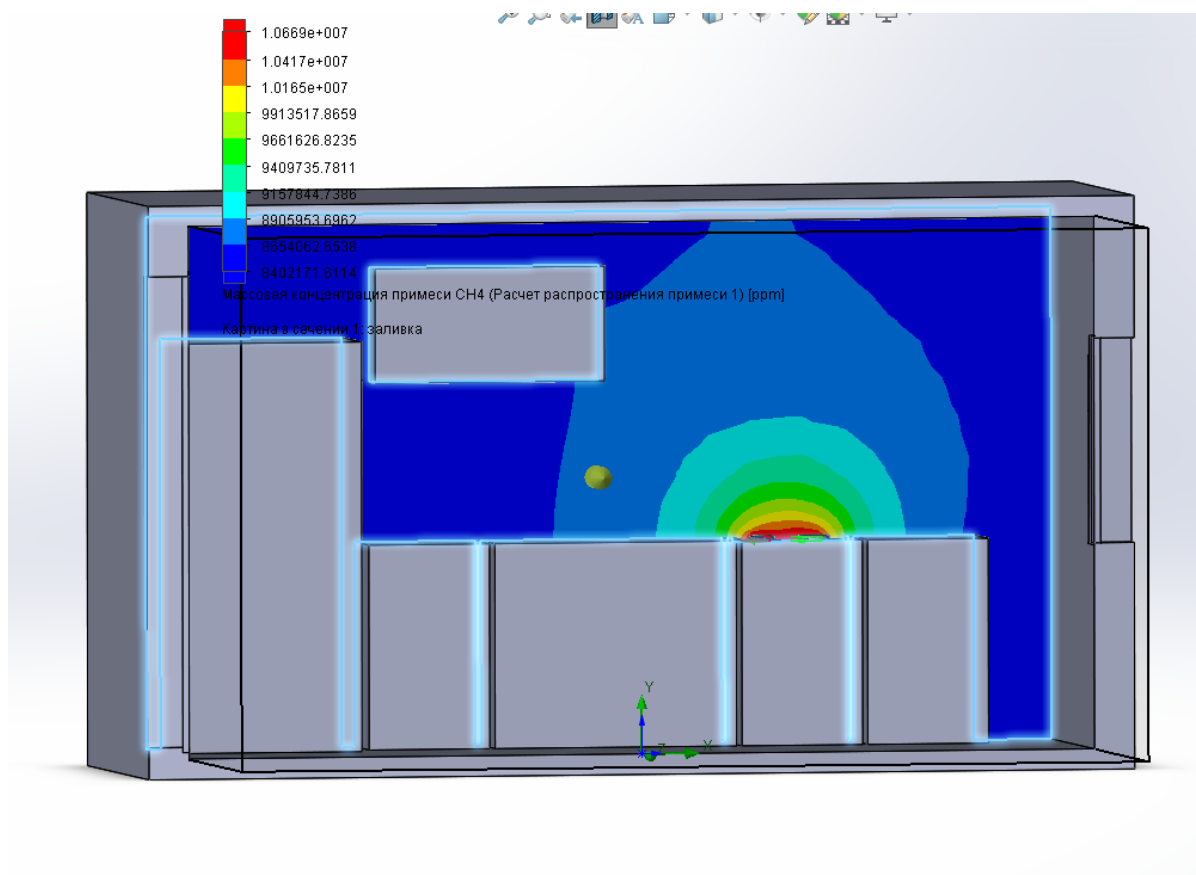 1.0669e+007
1.0417e+007
1.0165e+007
9913517.8659
9661626.8235
9409735.7811
9157844.7386
8905953.6962
8654062.6538
8402171.6114
Массовая концентрация примеси CH4 (Расчет распространения примеси 1) [ppm]
Картина в сечении 1: заливка
Y
Z
X